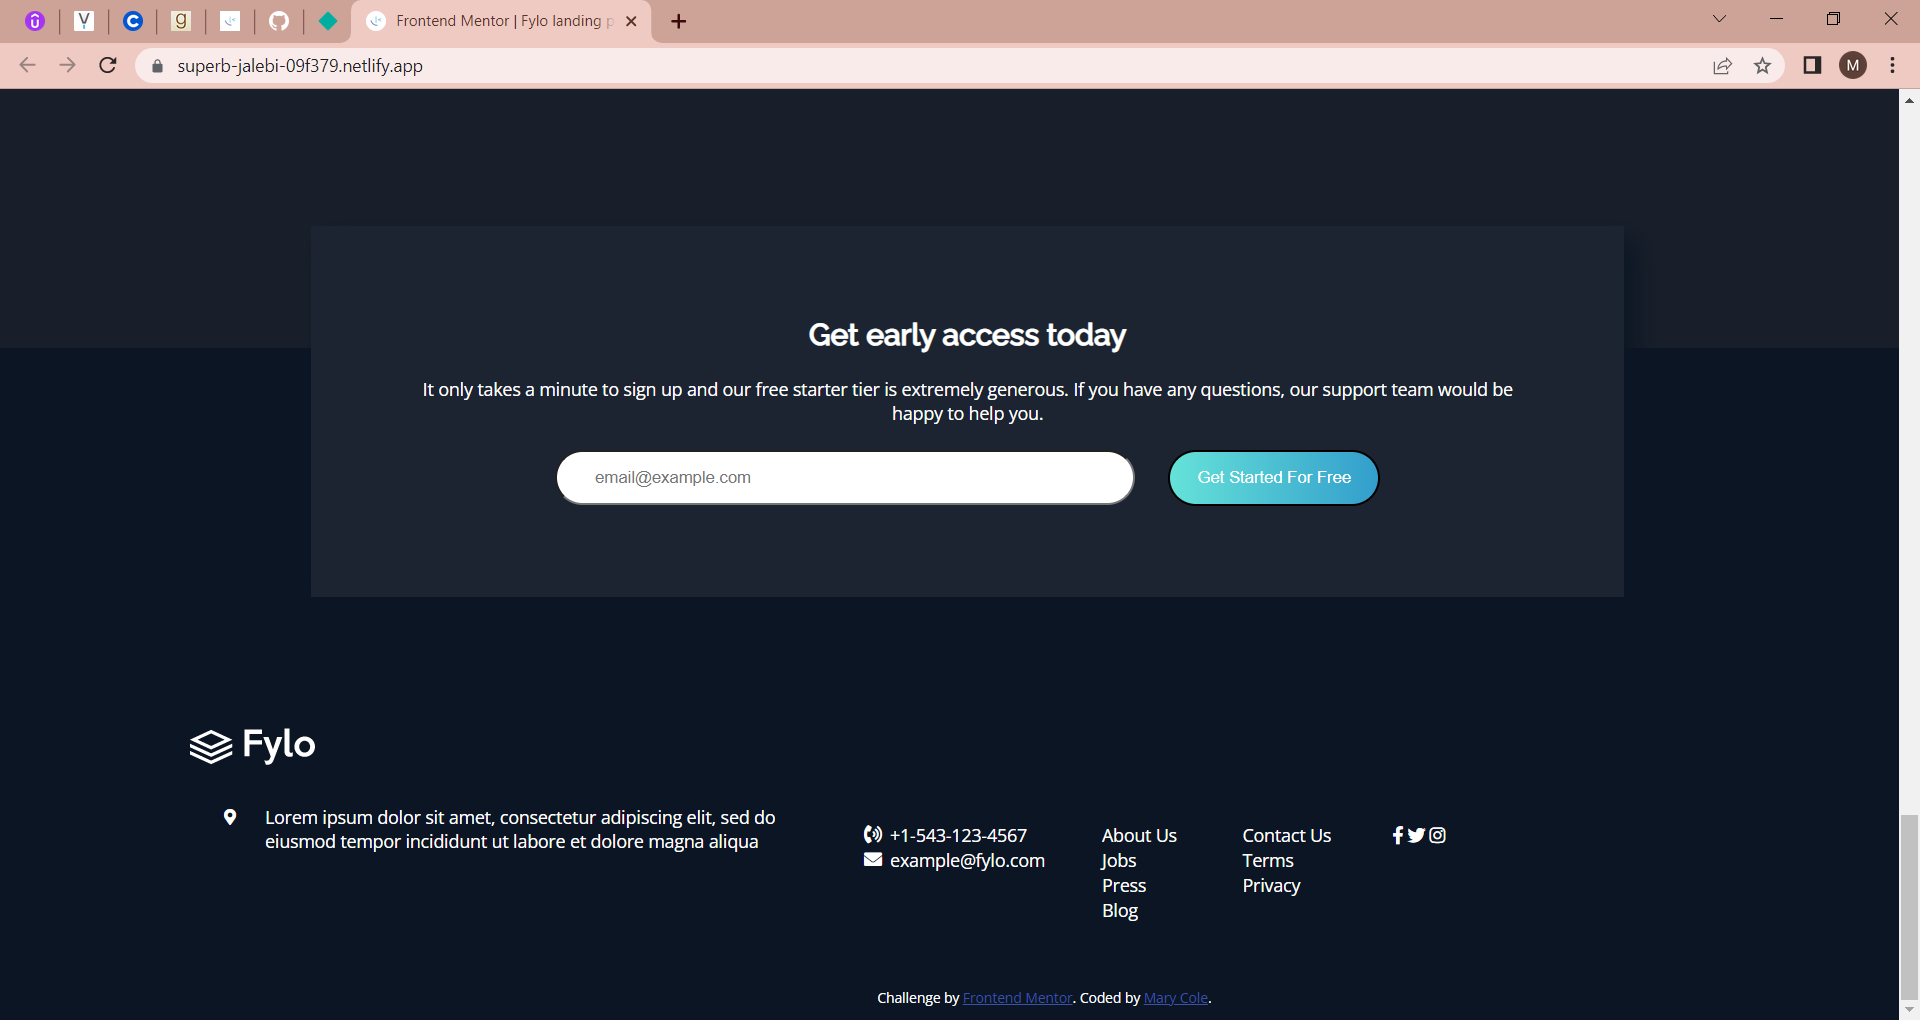 Frontend Mentor | Fylo landing p
superb-jalebi-09f379.netlify.app
M
Get early access today
It only takes a minute to sign up and our free starter tier is extremely generous. If you have any questions, our support team would be
happy to help you.
email@example.com
Get Started For Free
Fylo
Lorem ipsum dolor sit amet, consectetur adipiscing elit, sed do
eiusmod tempor incididunt ut labore et dolore magna aliqua
+1-543-123-4567
example@fylo.com
About Us
Jobs
Press
Blog
Contact Us
Terms
Privacy
Challenge by Frontend Mentor. Coded by Mary Cole.